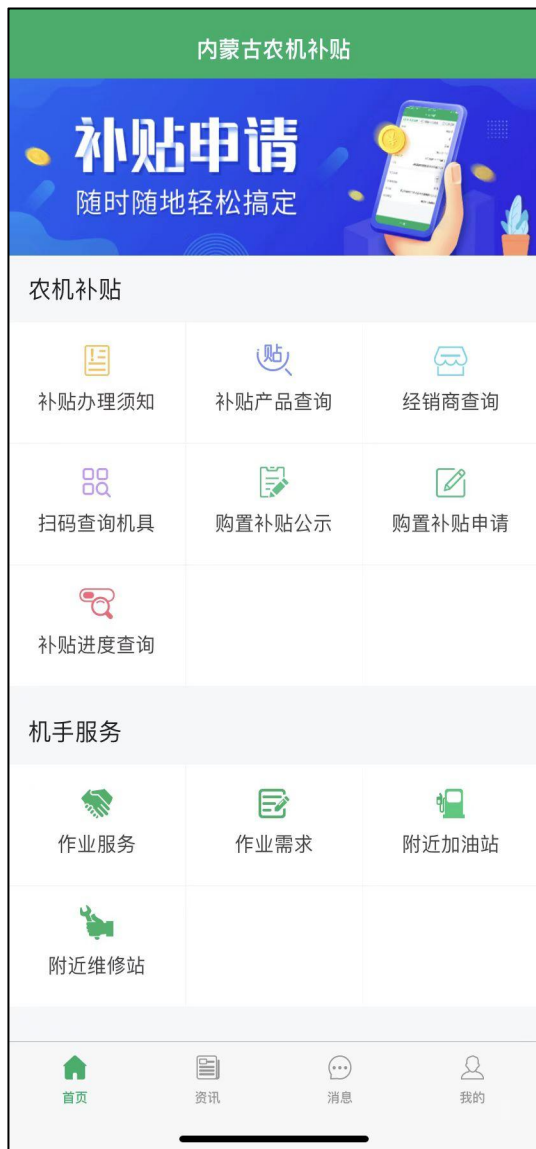 内蒙古农机补贴
补贴申请
随时随地轻松搞定
农机补贴
贴
补贴办理须知
补贴产品查询
经销商查询
扫码查询机具
购置补贴公示
购置补贴申请
补贴进度查询
机手服务
作业服务
作业需求
附近加油站
附近维修站
首页
资讯
消息
我的